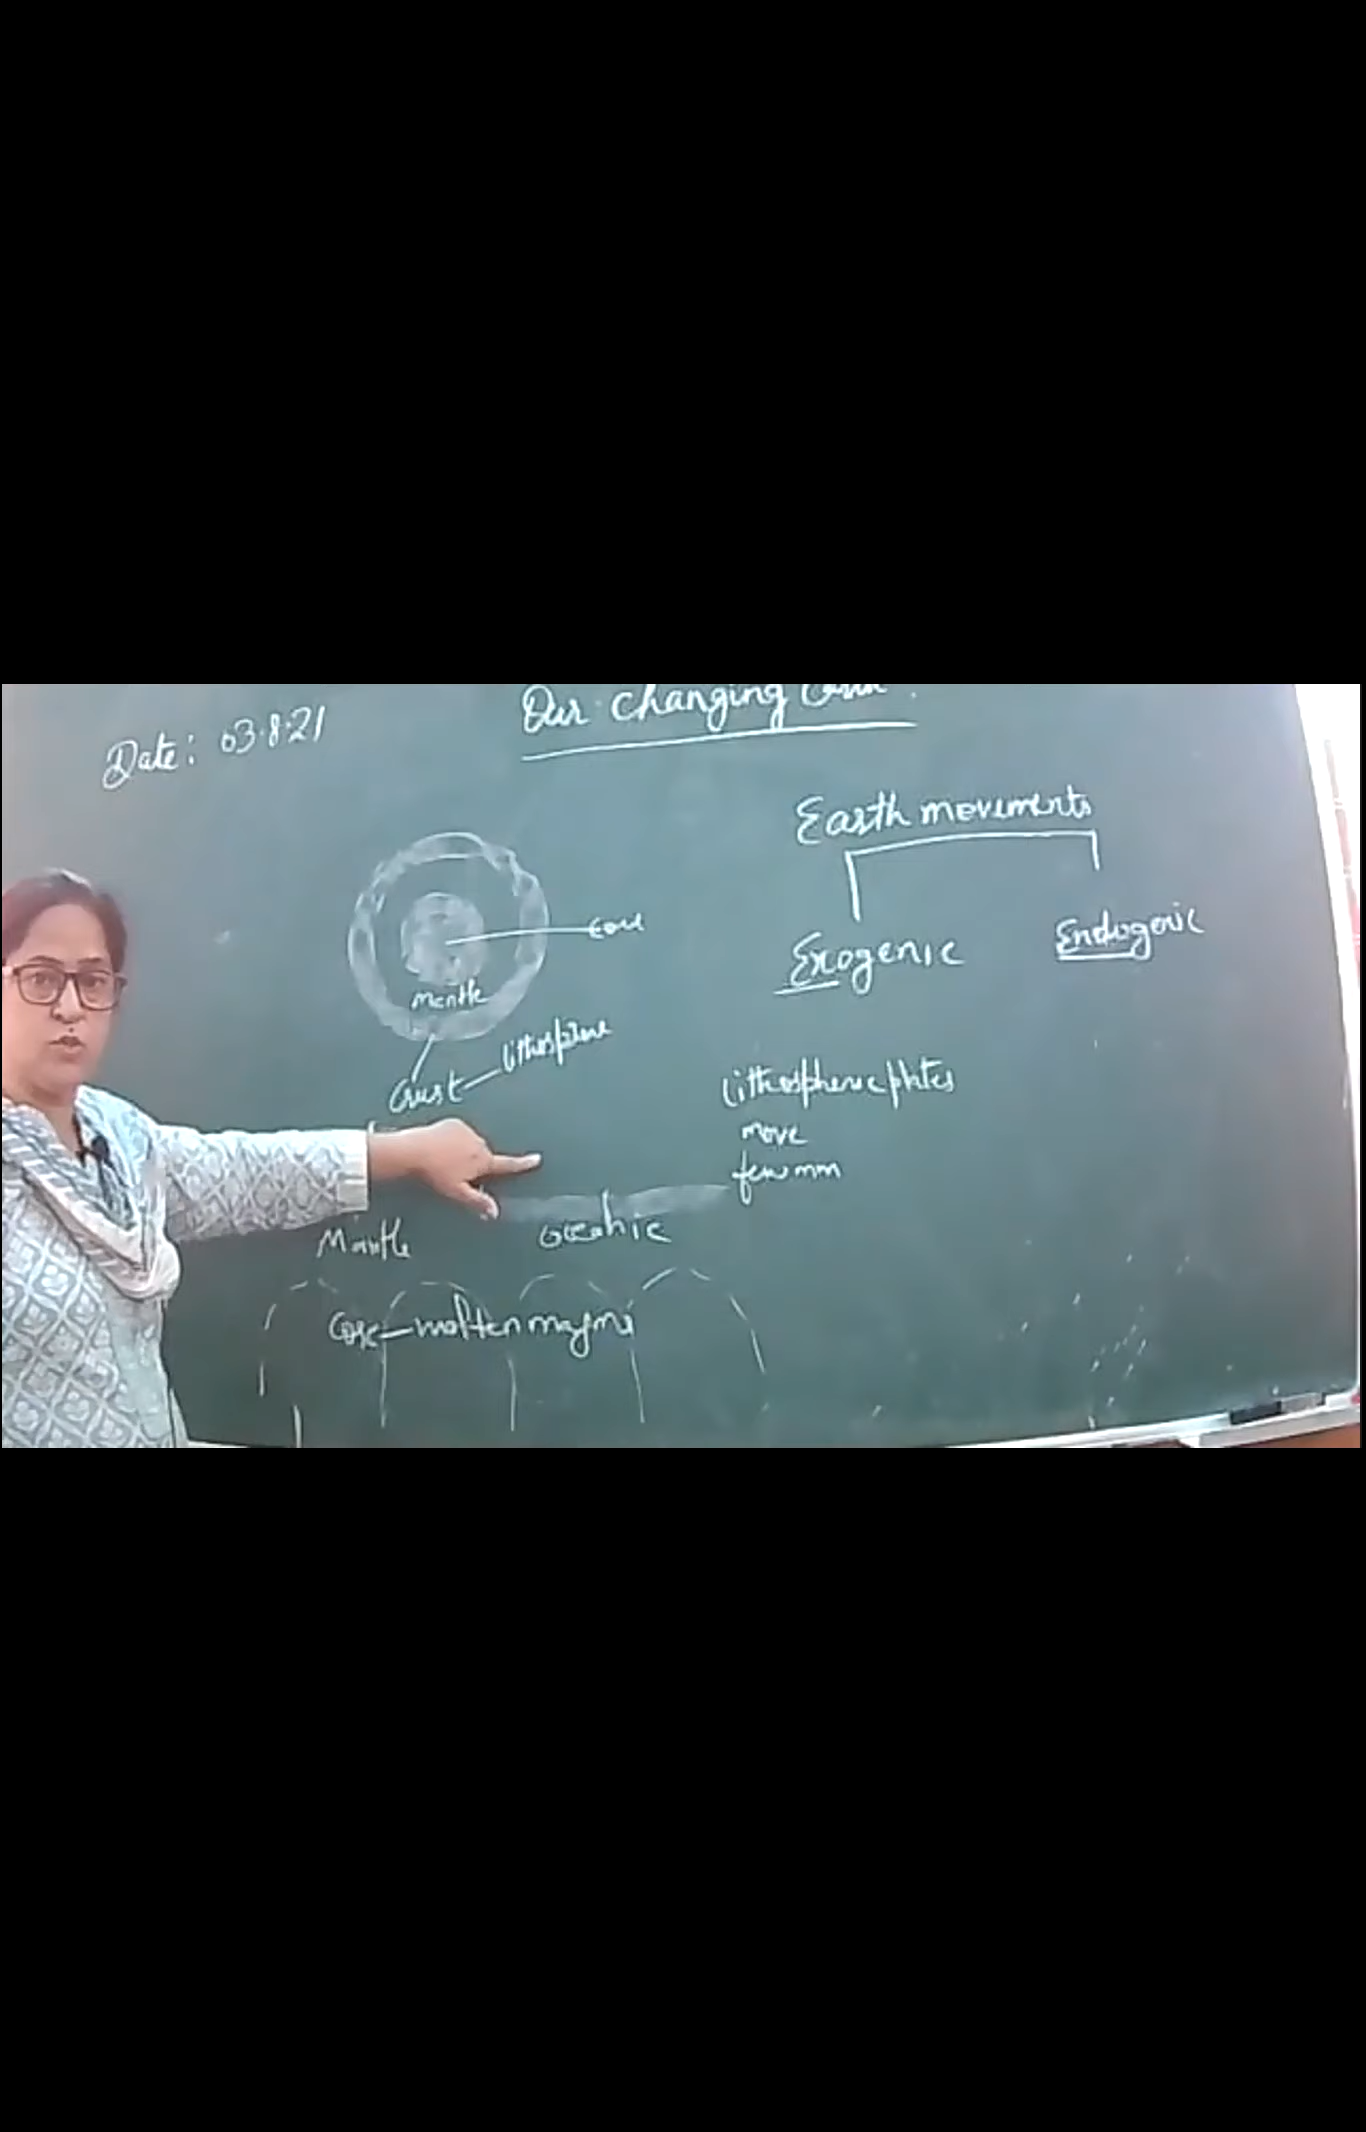 Date: 03.8.21
Our changing
Earth movements
Exogenic
Endogenic
Core
Mantle
Crust — lithosphere
Lithospheric plates
move
few mm
Mantle
oceanic
Core — molten magma